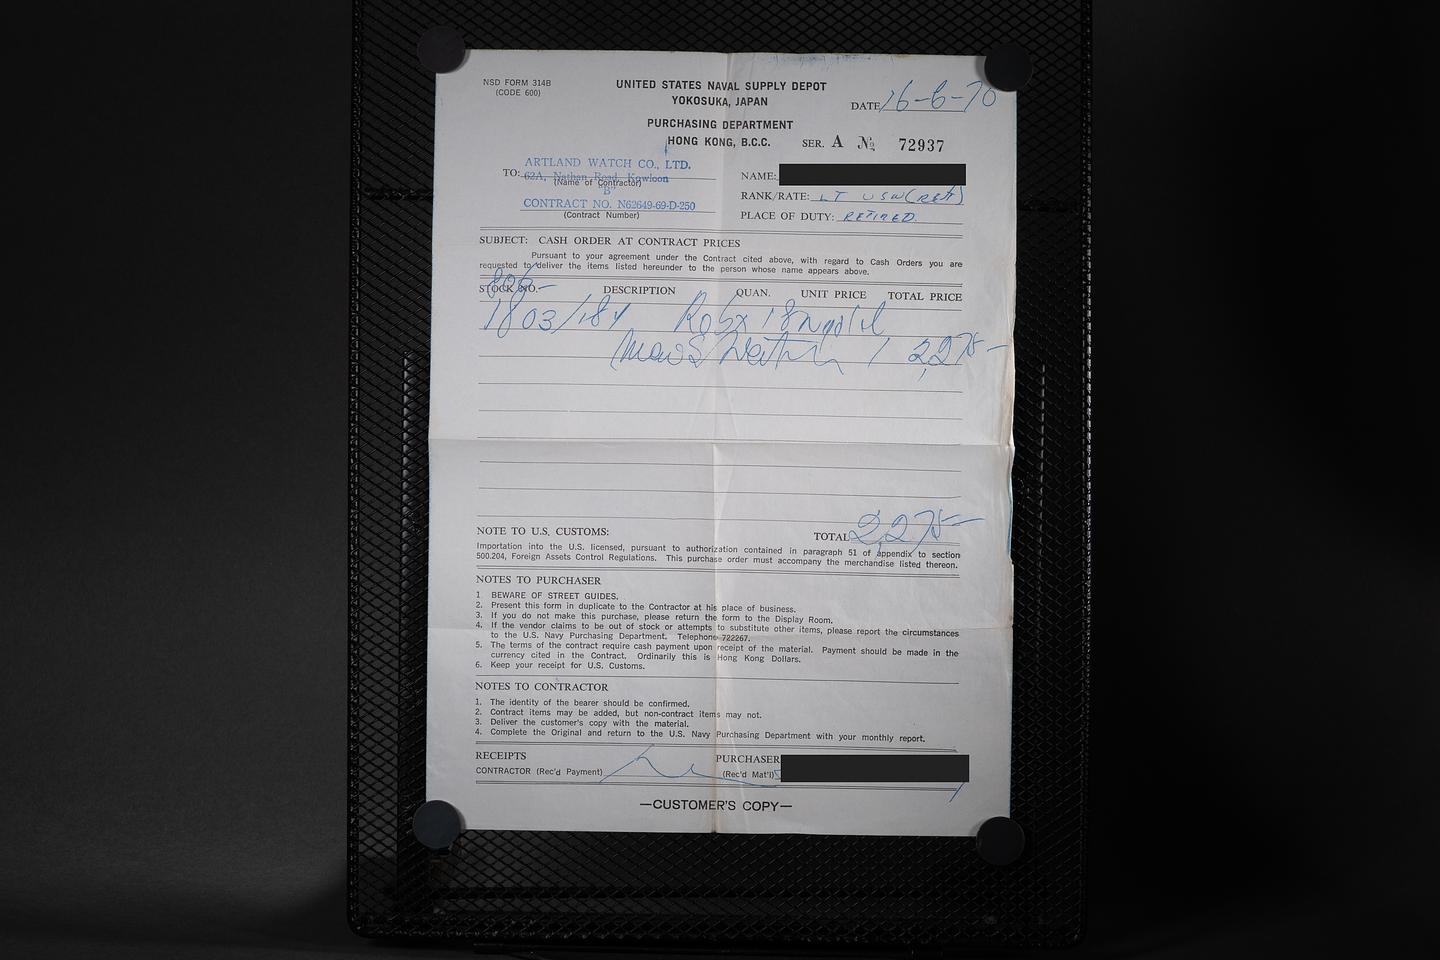 NSD FORM 314B
(CODE 600)
UNITED STATES NAVAL SUPPLY DEPOT
YOKOSUKA, JAPAN
DATE 16-6-70
PURCHASING DEPARTMENT
HONG KONG, B.C.C.
SER. A № 72937
ARTLAND WATCH CO., LTD.
TO: 62A, Nathan Road, Kowloon
(Name of Contractor)
"B"
CONTRACT NO. N62649-69-D-250
(Contract Number)
NAME:
RANK/RATE: LT USN (Ret)
PLACE OF DUTY: RETIRED
SUBJECT: CASH ORDER AT CONTRACT PRICES
Pursuant to your agreement under the Contract cited above, with regard to Cash Orders you are
requested to deliver the items listed hereunder to the person whose name appears above.
STOCK NO. DESCRIPTION QUAN. UNIT PRICE TOTAL PRICE
1803/
1 2,275-
TOTAL 2,275-
NOTE TO U.S. CUSTOMS:
Importation into the U.S. licensed, pursuant to authorization contained in paragraph 51 of appendix to section
500.204, Foreign Assets Control Regulations. This purchase order must accompany the merchandise listed thereon.
NOTES TO PURCHASER
1 BEWARE OF STREET GUIDES.
2. Present this form in duplicate to the Contractor at his place of business.
3. If you do not make this purchase, please return the form to the Display Room.
4. If the vendor claims to be out of stock or attempts to substitute other items, please report the circumstances
to the U.S. Navy Purchasing Department. Telephone 722267.
5. The terms of the contract require cash payment upon receipt of the material. Payment should be made in the
currency cited in the Contract. Ordinarily this is Hong Kong Dollars.
6. Keep your receipt for U.S. Customs.
NOTES TO CONTRACTOR
1. The identity of the bearer should be confirmed.
2. Contract items may be added, but non-contract items may not.
3. Deliver the customer's copy with the material.
4. Complete the Original and return to the U.S. Navy Purchasing Department with your monthly report.
RECEIPTS
CONTRACTOR (Rec'd Payment)
PURCHASER
(Rec'd Mat'l)
—CUSTOMER'S COPY—